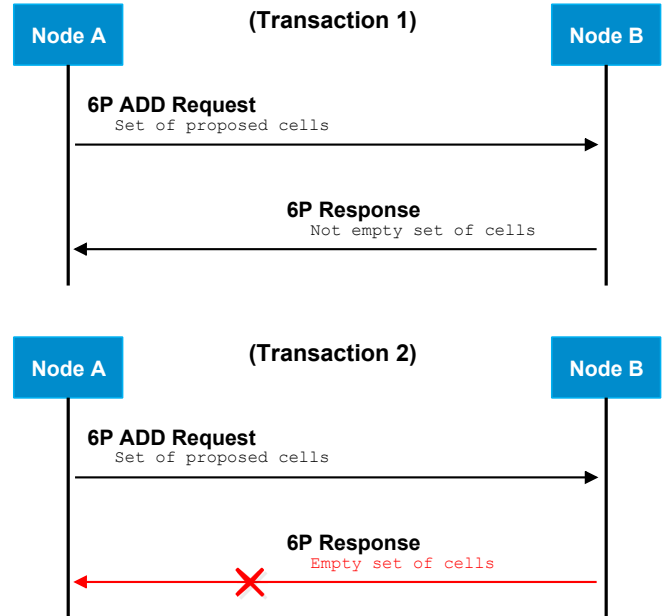 (Transaction 1)
Node A
Node B
6P ADD Request
Set of proposed cells
6P Response
Not empty set of cells
(Transaction 2)
Node A
Node B
6P ADD Request
Set of proposed cells
6P Response
Empty set of cells